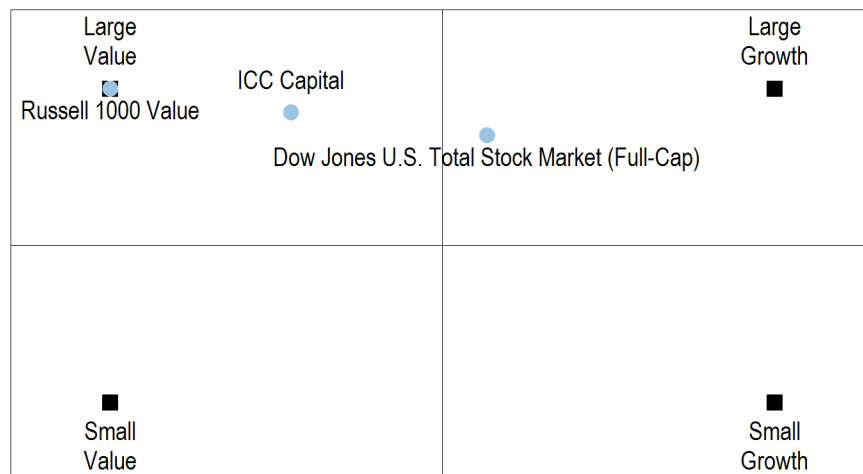 Large
Value
Large
Growth
ICC Capital
Russell 1000 Value
Dow Jones U.S. Total Stock Market (Full-Cap)
Small
Value
Small
Growth